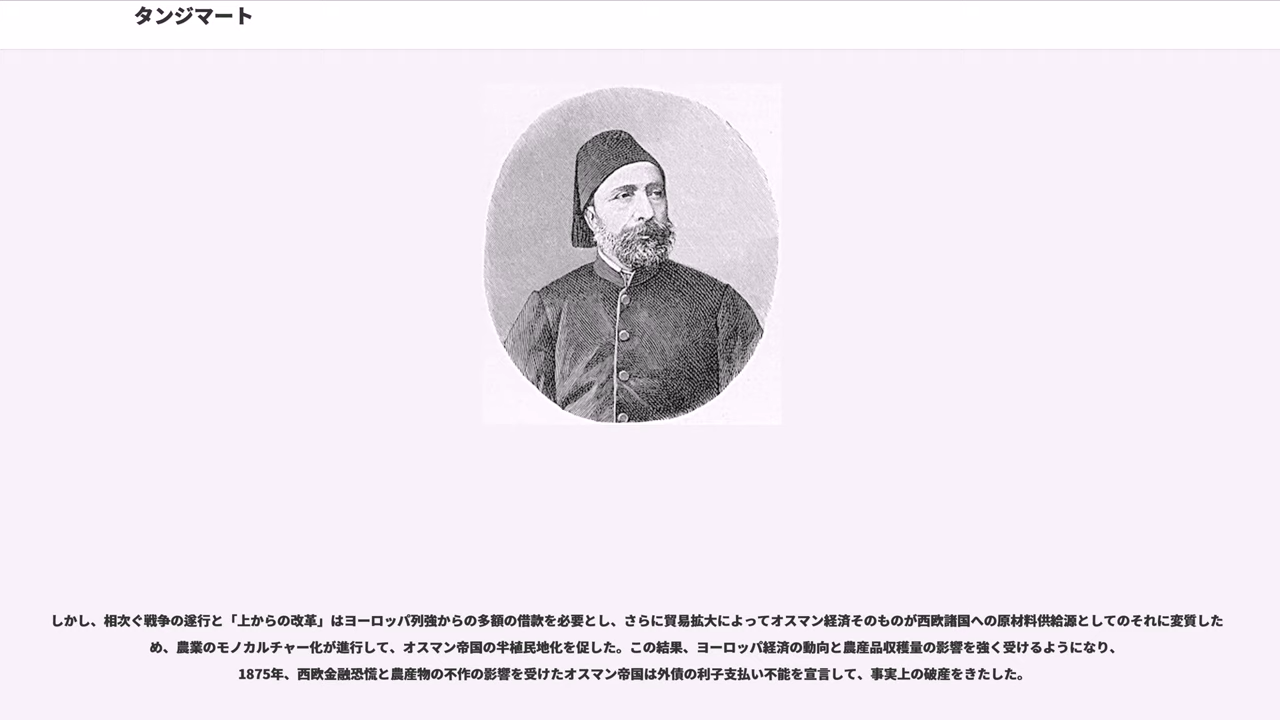 タンジマート
しかし、相次ぐ戦争の遂行と「上からの改革」はヨーロッパ列強からの多額の借款を必要とし、さらに貿易拡大によってオスマン経済そのものが西欧諸国への原材料供給源としてのそれに変質した
め、農業のモノカルチャー化が進行して、オスマン帝国の半植民地化を促した。この結果、ヨーロッパ経済の動向と農産品収穫量の影響を強く受けるようになり、
1875年、西欧金融恐慌と農産物の不作の影響を受けたオスマン帝国は外債の利子支払い不能を宣言して、事実上の破産をきたした。